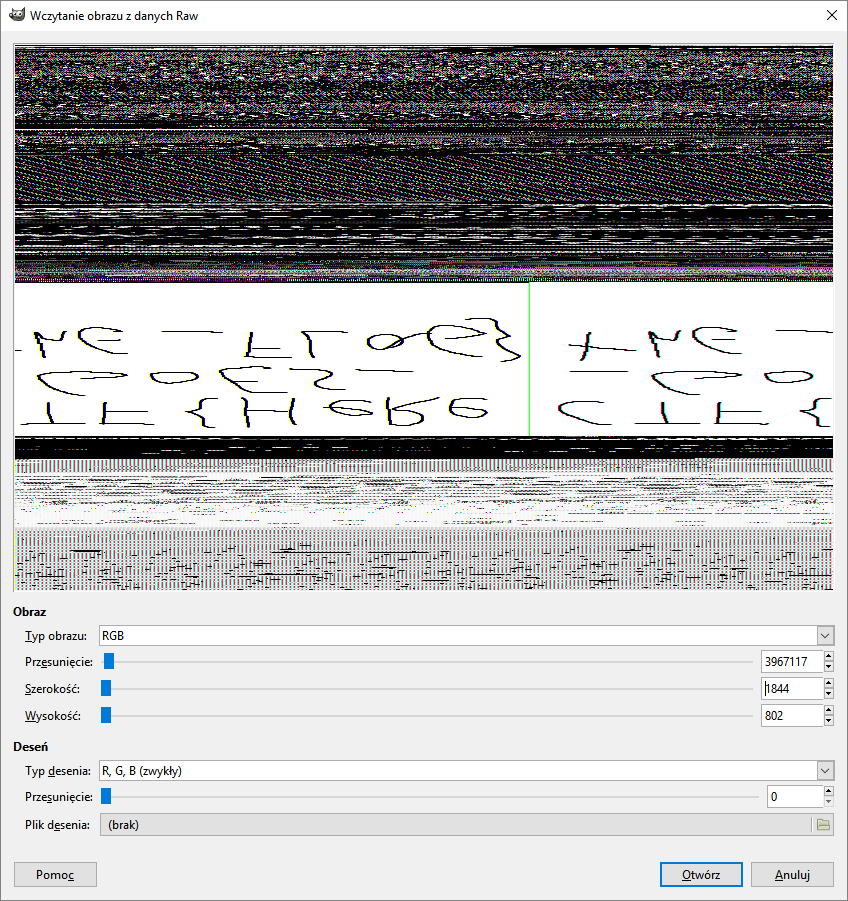 Wczytanie obrazu z danych Raw
Obraz
Typ obrazu: RGB
Przesunięcie: 3967117
Szerokość: 1844
Wysokość: 802
Deseń
Typ desenia: R, G, B (zwykły)
Przesunięcie: 0
Plik desenia: (brak)
Pomoc Otwórz Anuluj